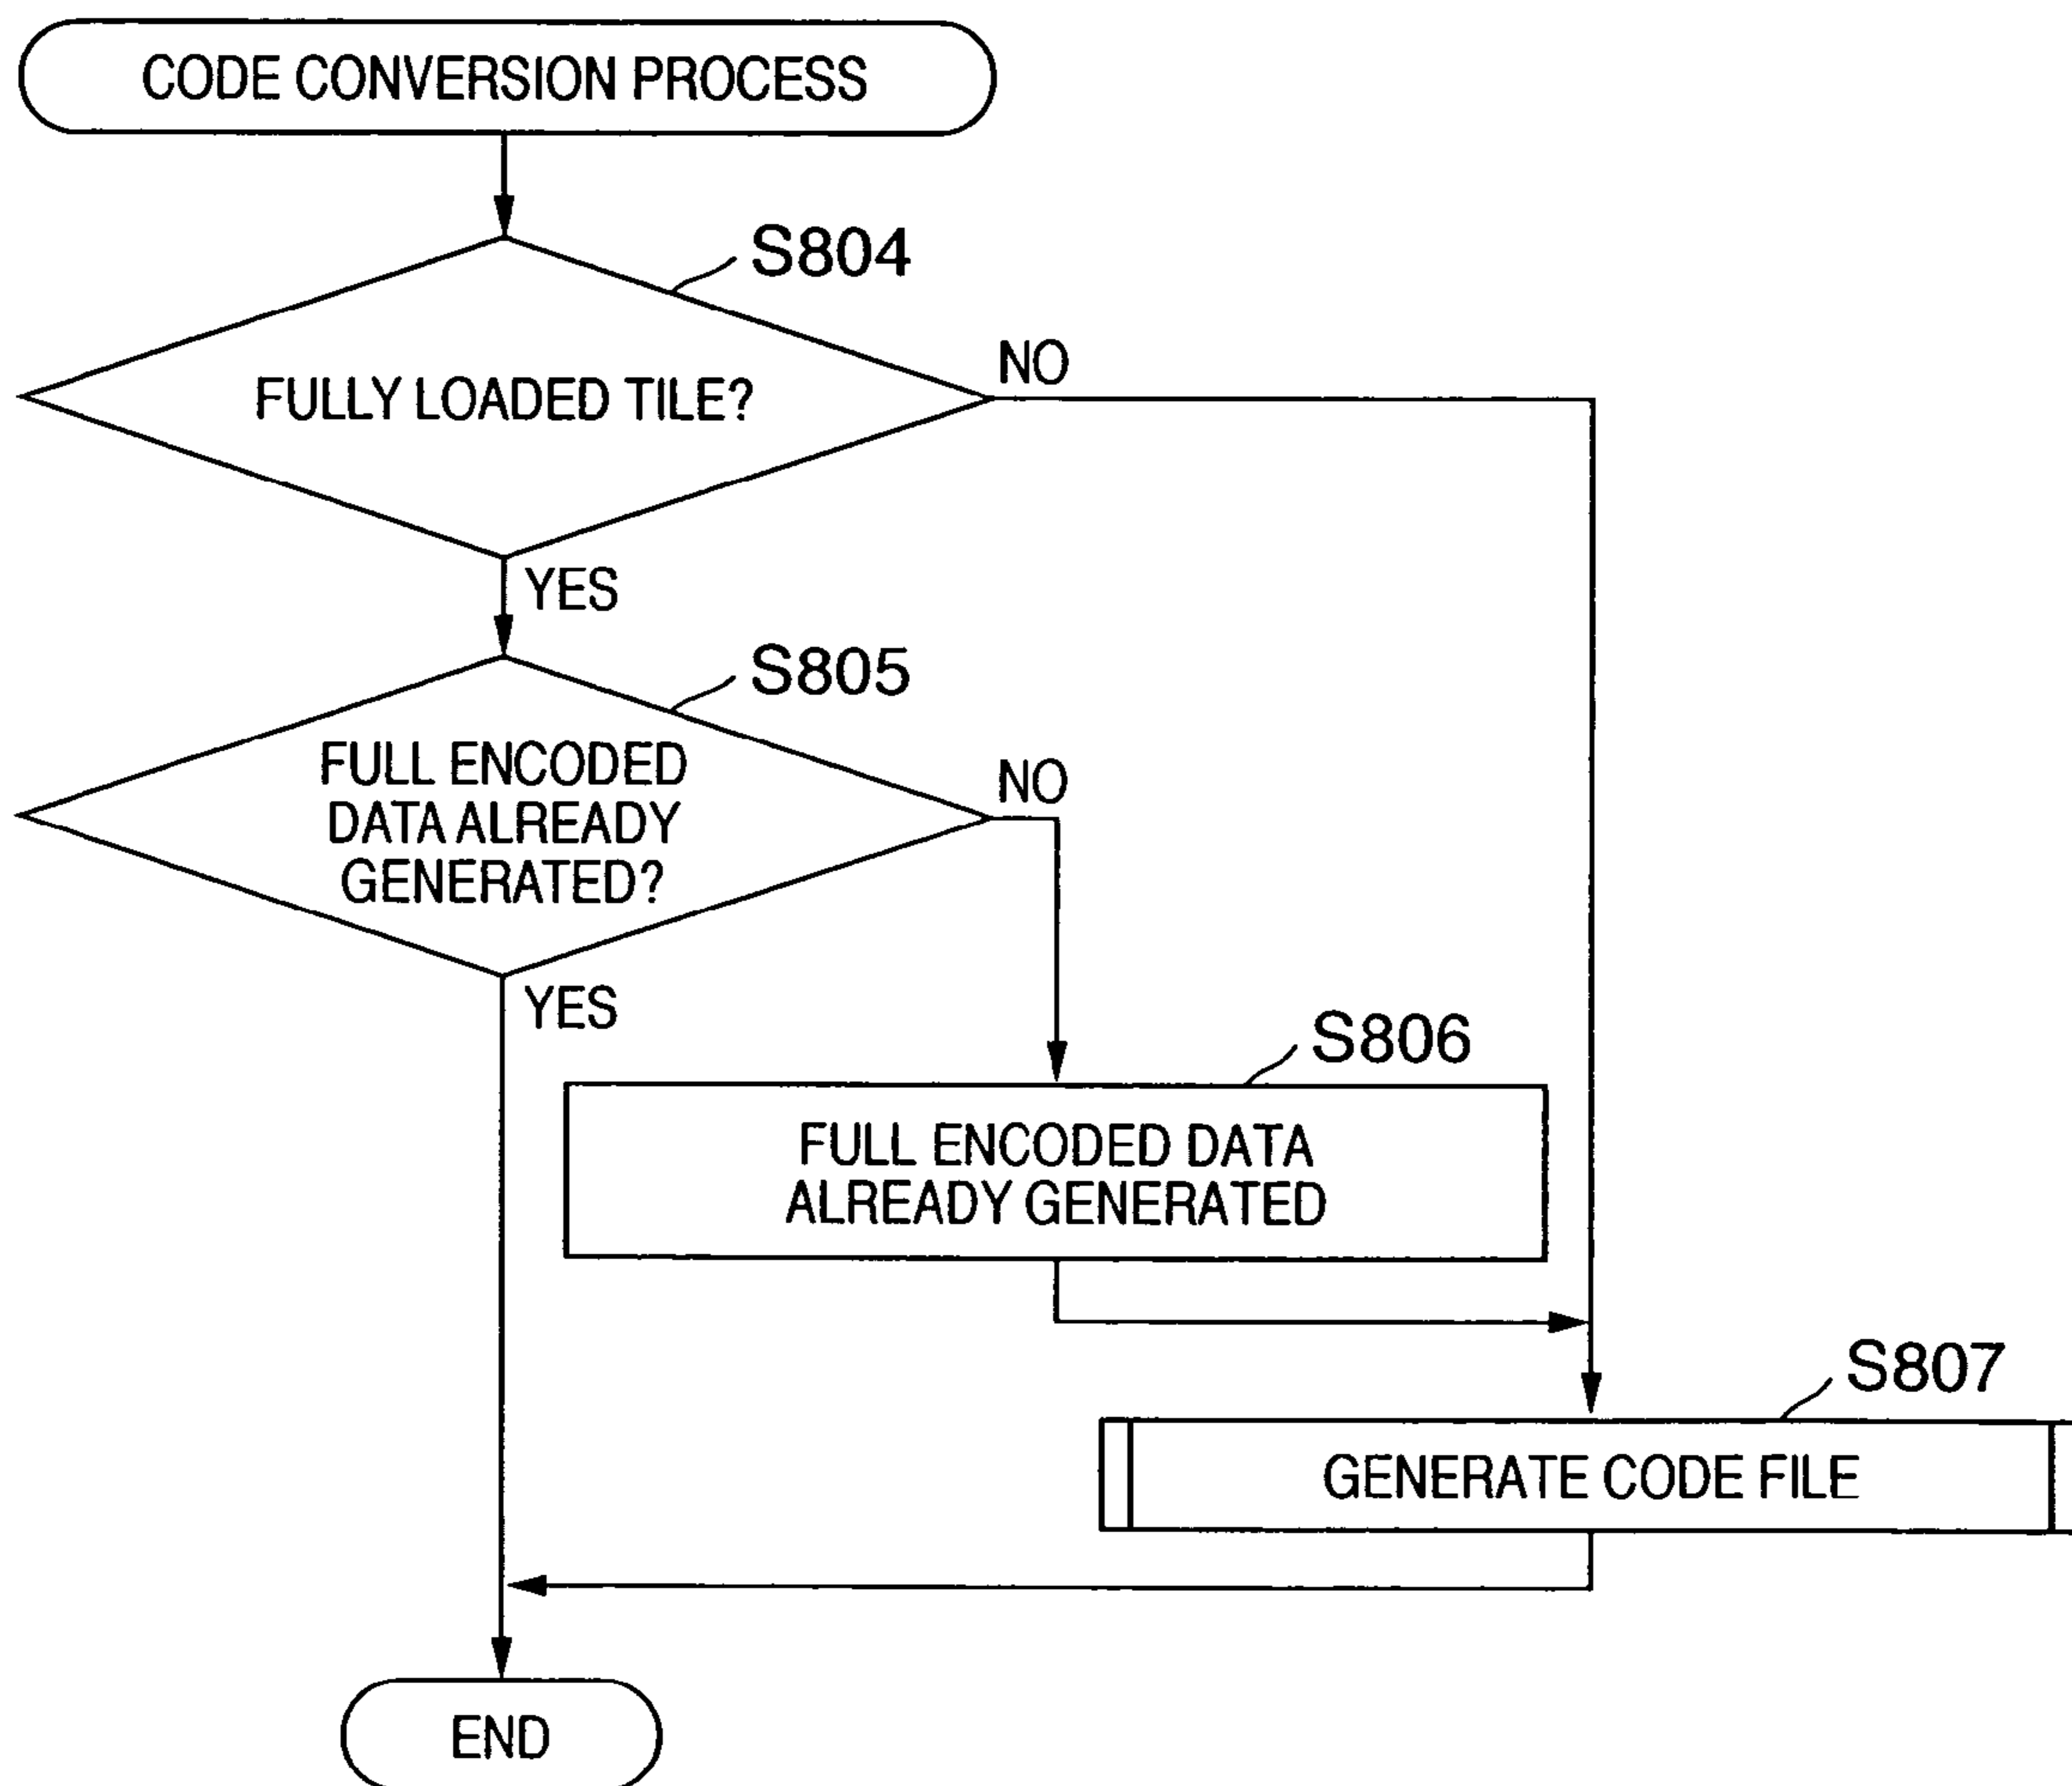 CODE CONVERSION PROCESS
S804
FULLY LOADED TILE?
NO
YES
S805
FULL ENCODED
DATA ALREADY
GENERATED?
NO
YES
S806
FULL ENCODED DATA
ALREADY GENERATED
S807
GENERATE CODE FILE
END